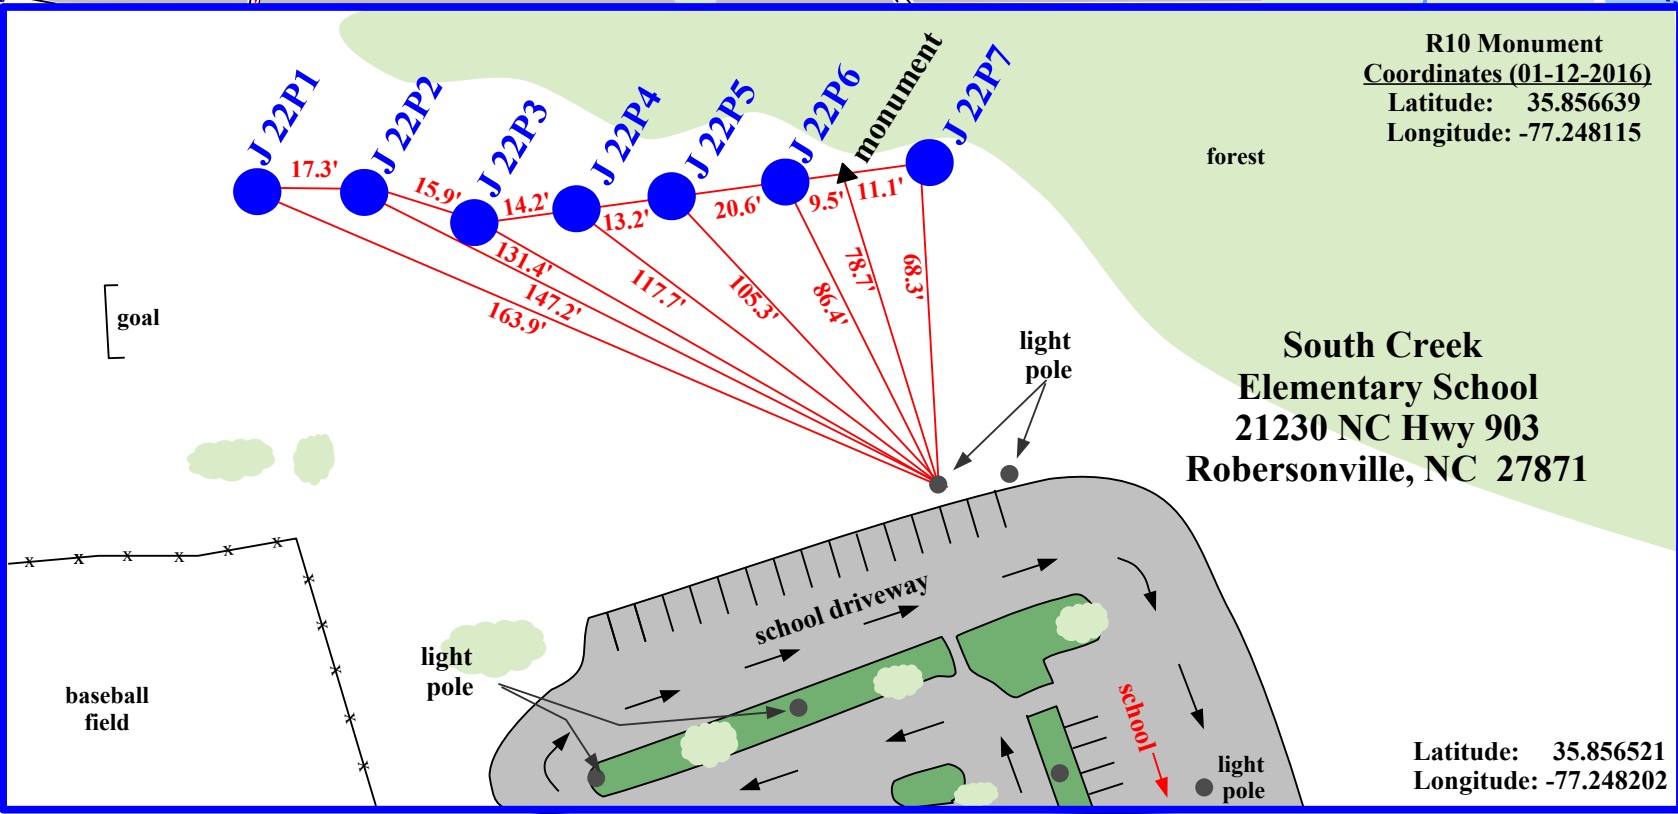 R10 Monument
Coordinates (01-12-2016)
Latitude: 35.856639
Longitude: -77.248115
J 22P1
J 22P2
J 22P3
J 22P4
J 22P5
J 22P6
monument
J 22P7
forest
17.3'
15.9'
14.2'
13.2'
20.6'
9.5'
11.1'
131.4'
147.2'
163.9'
117.7'
105.3'
86.4'
78.7'
68.3'
goal
light
pole
South Creek
Elementary School
21230 NC Hwy 903
Robersonville, NC 27871
x x x x x x
x
x
x
x
x
school driveway
light
pole
baseball
field
school
light
pole
Latitude: 35.856521
Longitude: -77.248202